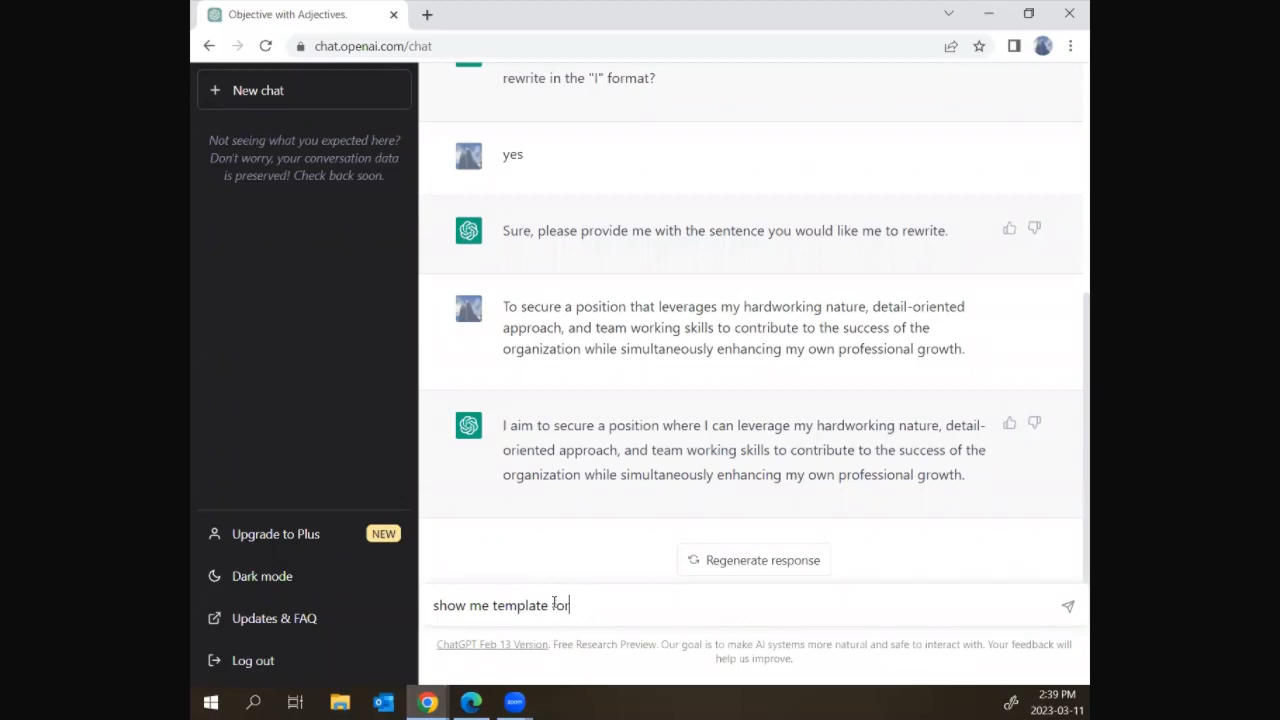 Objective with Adjectives.
chat.openai.com/chat
New chat
Not seeing what you expected here?
Don't worry, your conversation data
is preserved! Check back soon.
rewrite in the "I" format?
yes
Sure, please provide me with the sentence you would like me to rewrite.
To secure a position that leverages my hardworking nature, detail-oriented
approach, and team working skills to contribute to the success of the
organization while simultaneously enhancing my own professional growth.
I aim to secure a position where I can leverage my hardworking nature, detail-
oriented approach, and team working skills to contribute to the success of the
organization while simultaneously enhancing my own professional growth.
Upgrade to Plus NEW
Dark mode
Updates & FAQ
Log out
Regenerate response
show me template for
ChatGPT Feb 13 Version. Free Research Preview. Our goal is to make AI systems more natural and safe to interact with. Your feedback will
help us improve.
zoom
2:39 PM
2023-03-11